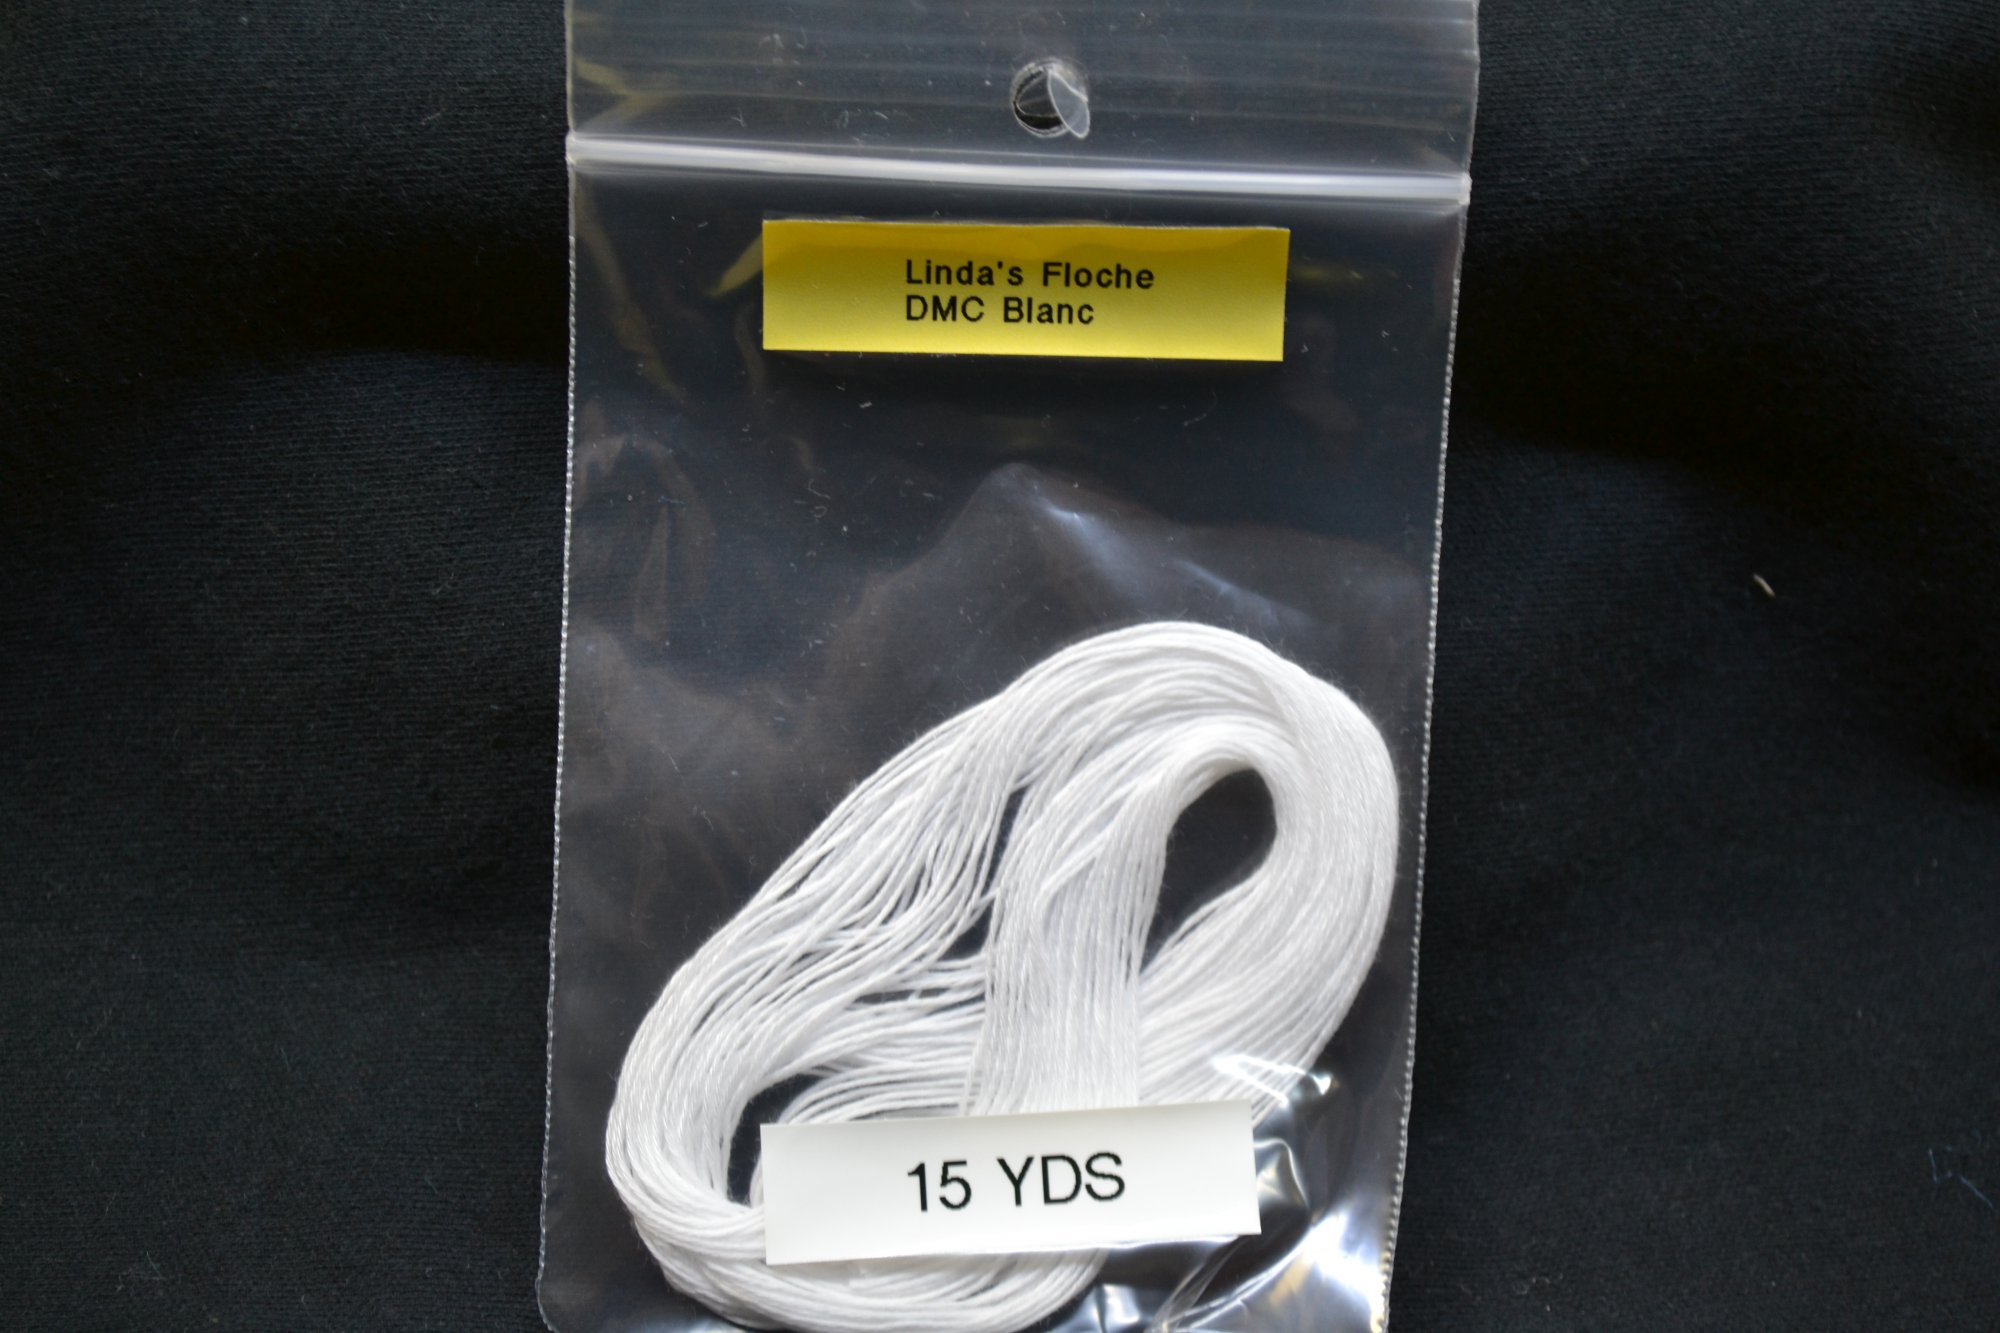 Linda's Floche
DMC Blanc
15 YDS